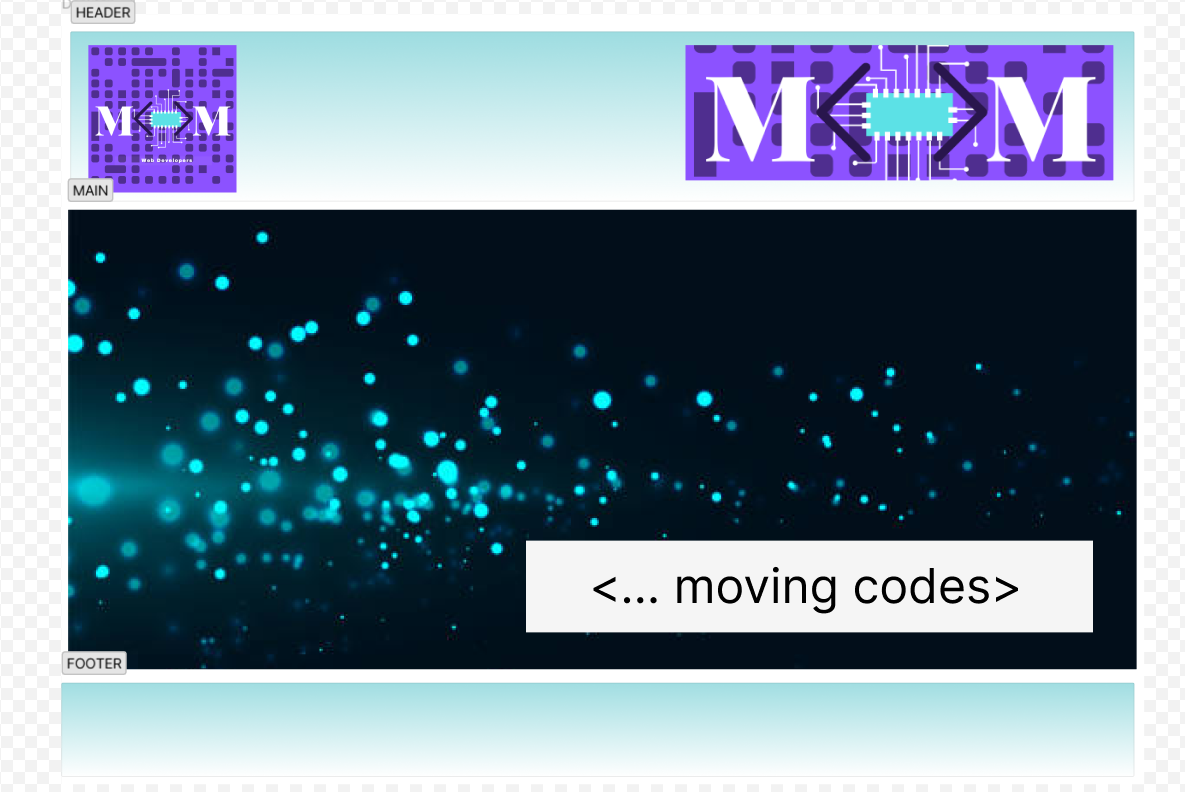 HEADER
M<>M
Web Developers
M<>M
MAIN
<... moving codes>
FOOTER